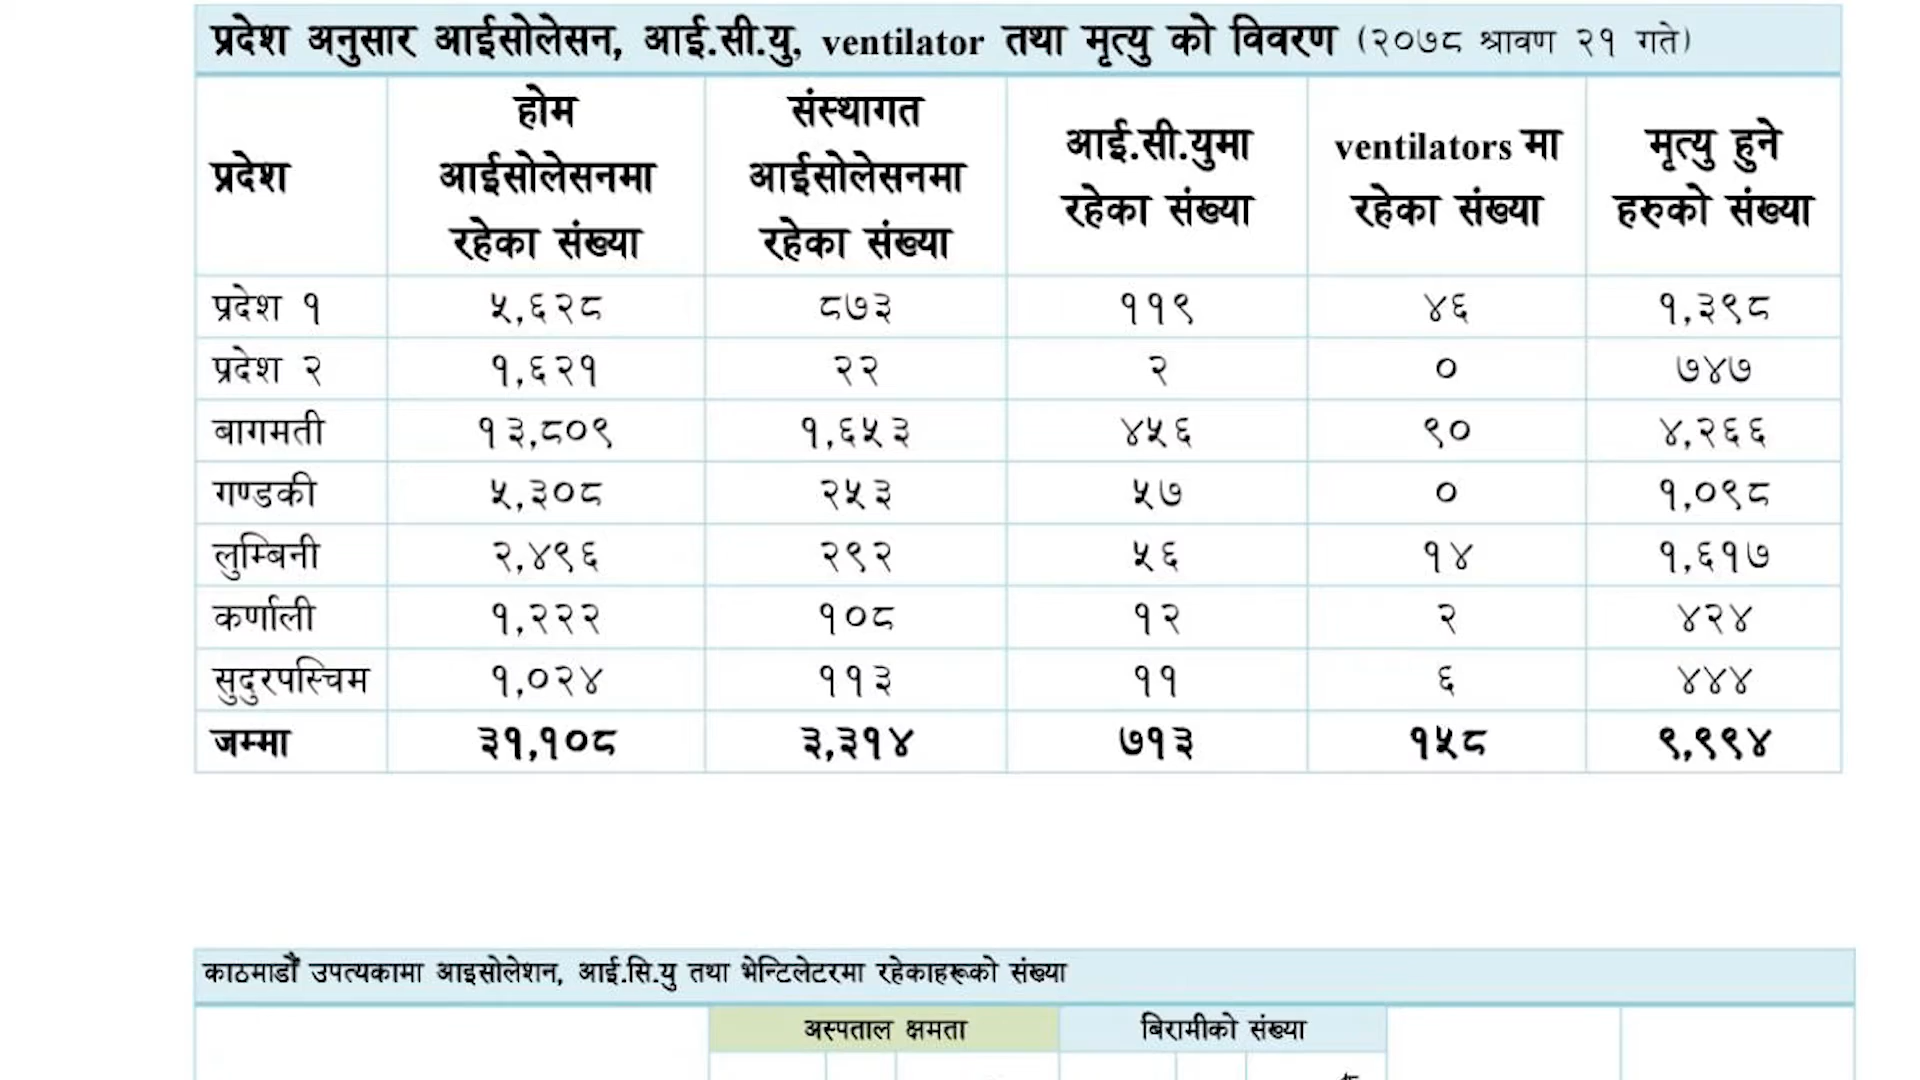 प्रदेश अनुसार आईसोलेसन, आई.सी.यु, ventilator तथा मृत्यु को विवरण (२०७८ श्रावण २१ गते)
प्रदेश होम आईसोलेसनमा रहेका संख्या संस्थागत आईसोलेसनमा रहेका संख्या आई.सी.युमा रहेका संख्या ventilators मा रहेका संख्या मृत्यु हुने हरुको संख्या
प्रदेश १ ५,६२८ ८७३ ११९ ४६ १,३९८
प्रदेश २ १,६२१ २२ २ ० ७४७
बागमती १३,८०९ १,६५३ ४५६ ९० ४,२६६
गण्डकी ५,३०८ २५३ ५७ ० १,०९८
लुम्बिनी २,४९६ २९२ ५६ १४ १,६१७
कर्णाली १,२२२ १०८ १२ २ ४२४
सुदुरपस्चिम १,०२४ ११३ ११ ६ ४४४
जम्मा ३१,१०८ ३,३१४ ७१३ १५८ ९,९९४
काठमाडौं उपत्यकामा आइसोलेशन, आई.सि.यु तथा भेन्टिलेटरमा रहेकाहरूको संख्या
अस्पताल क्षमता बिरामीको संख्या